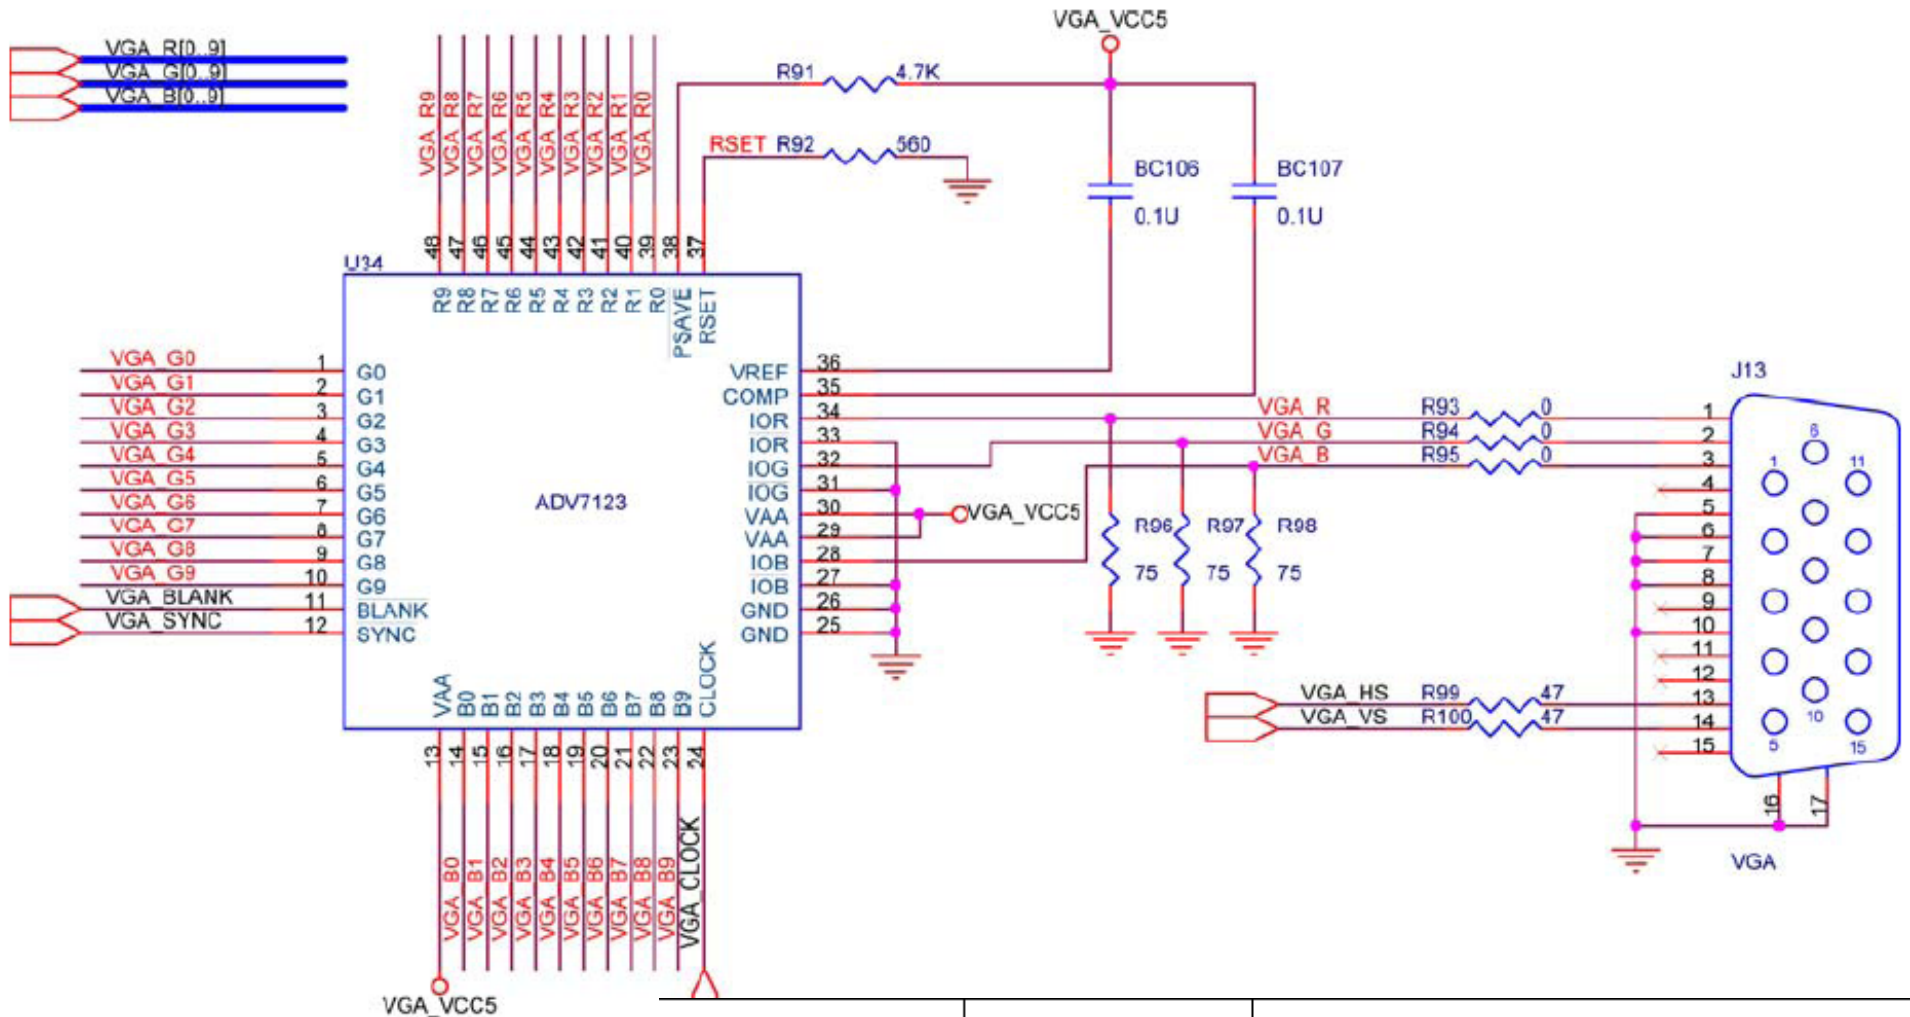 VGA_VCC5
VGA_R[0..9]
VGA_G[0..9]
VGA_B[0..9]
R91 4.7K
RSET R92 560
VGA_R9
VGA_R8
VGA_R7
VGA_R6
VGA_R5
VGA_R4
VGA_R3
VGA_R2
VGA_R1
VGA_R0
BC106
0.1U
BC107
0.1U
48 47 46 45 44 43 42 41 40 39 38 37
U34
R9 R8 R7 R6 R5 R4 R3 R2 R1 R0 PSAVE RSET
VGA_G0 1 G0
VGA_G1 2 G1
VGA_G2 3 G2
VGA_G3 4 G3
VGA_G4 5 G4
VGA_G5 6 G5
VGA_G6 7 G6
VGA_G7 8 G7
VGA_G8 9 G8
VGA_G9 10 G9
VGA_BLANK 11 BLANK
VGA_SYNC 12 SYNC
ADV7123
VREF 36
COMP 35
IOR 34
IOR 33
IOG 32
IOG 31
VAA 30
VAA 29
IOB 28
IOB 27
GND 26
GND 25
VGA_VCC5
VGA_R R93 0
VGA_G R94 0
VGA_B R95 0
R96
75
R97
75
R98
75
J13
1
2
3
4
5
6
7
8
9
10
11
12
13
14
15
6
1 11
10
5 15
16 17
VGA
VGA_HS R99 47
VGA_VS R100 47
VAA B0 B1 B2 B3 B4 B5 B6 B7 B8 B9 CLOCK
13 14 15 16 17 18 19 20 21 22 23 24
VGA_B0
VGA_B1
VGA_B2
VGA_B3
VGA_B4
VGA_B5
VGA_B6
VGA_B7
VGA_B8
VGA_B9
VGA_CLOCK
VGA_VCC5